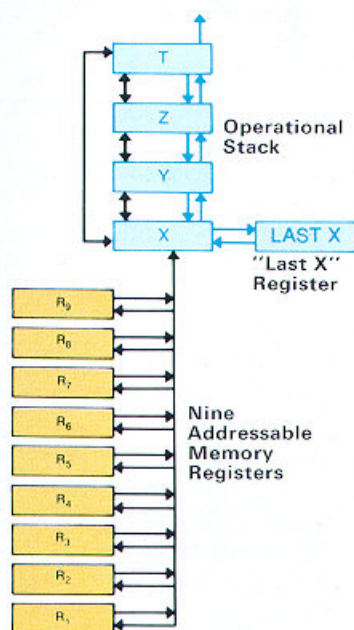 T
Z
Operational
Stack
Y
X
LAST X
"Last X"
Register
R₉
R₈
R₇
R₆
R₅
R₄
R₃
R₂
R₁
Nine
Addressable
Memory
Registers